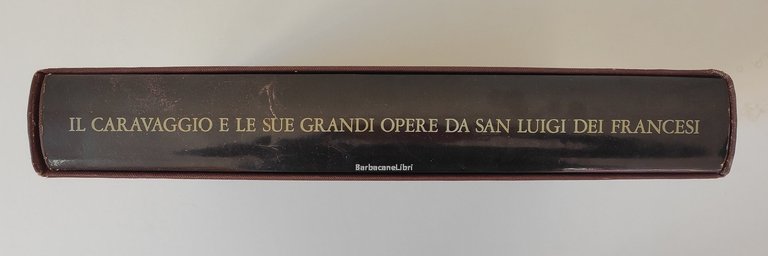 IL CARAVAGGIO E LE SUE GRANDI OPERE DA SAN LUIGI DEI FRANCESI
BarbacaneLibri